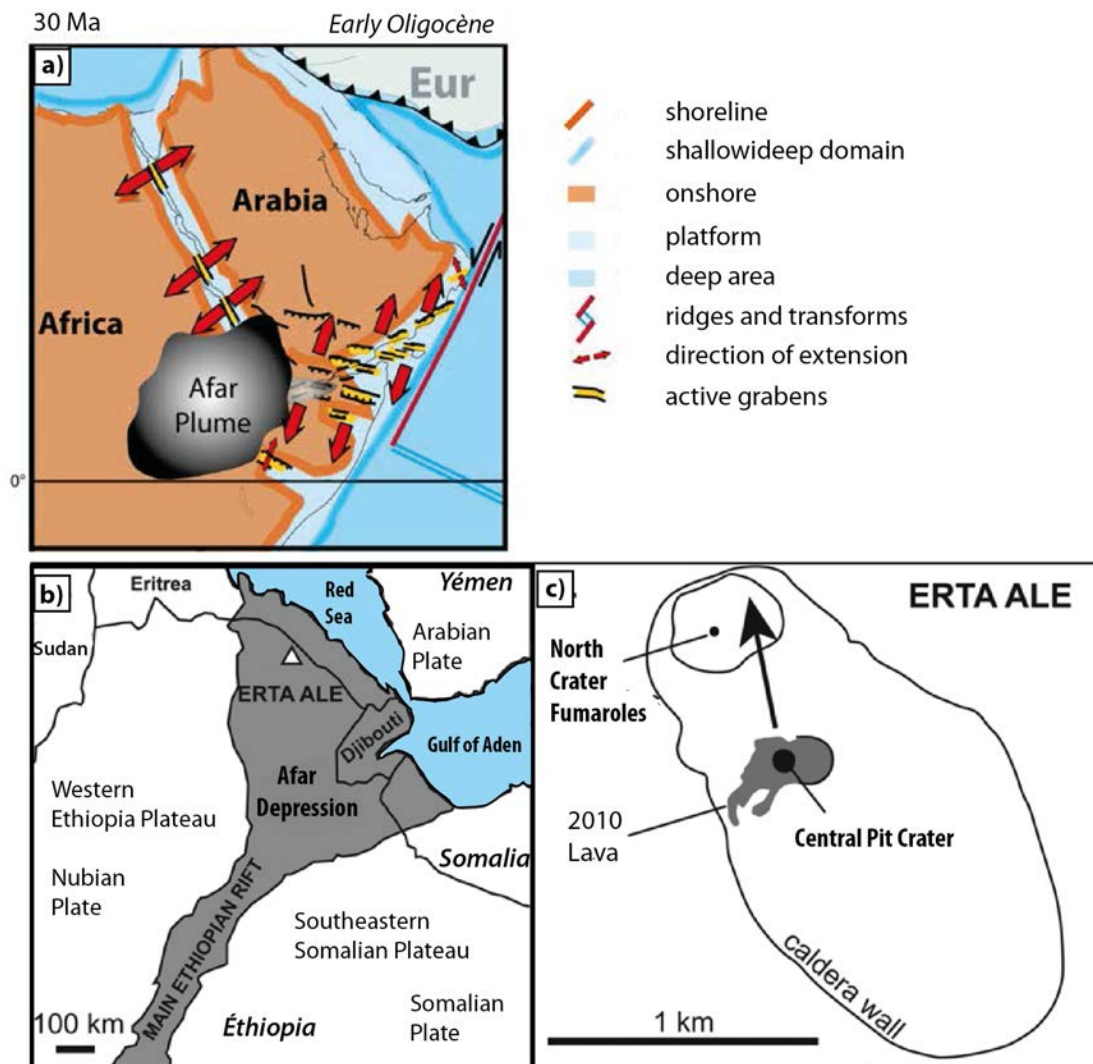 30 Ma
Early Oligocène
a)
Eur
Arabia
Africa
Afar
Plume
0°
shoreline
shallowideep domain
onshore
platform
deep area
ridges and transforms
direction of extension
active grabens
b)
Eritrea
Red
Sea
Yémen
Sudan
Arabian
Plate
ERTA ALE
Djibouti
Gulf of Aden
Afar
Depression
Western
Ethiopia Plateau
Somalia
Nubian
Plate
Southeastern
Somalian Plateau
MAIN ETHIOPIAN RIFT
Somalian
Plate
100 km
Éthiopia
c)
ERTA ALE
North
Crater
Fumaroles
2010
Lava
Central Pit Crater
caldera wall
1 km